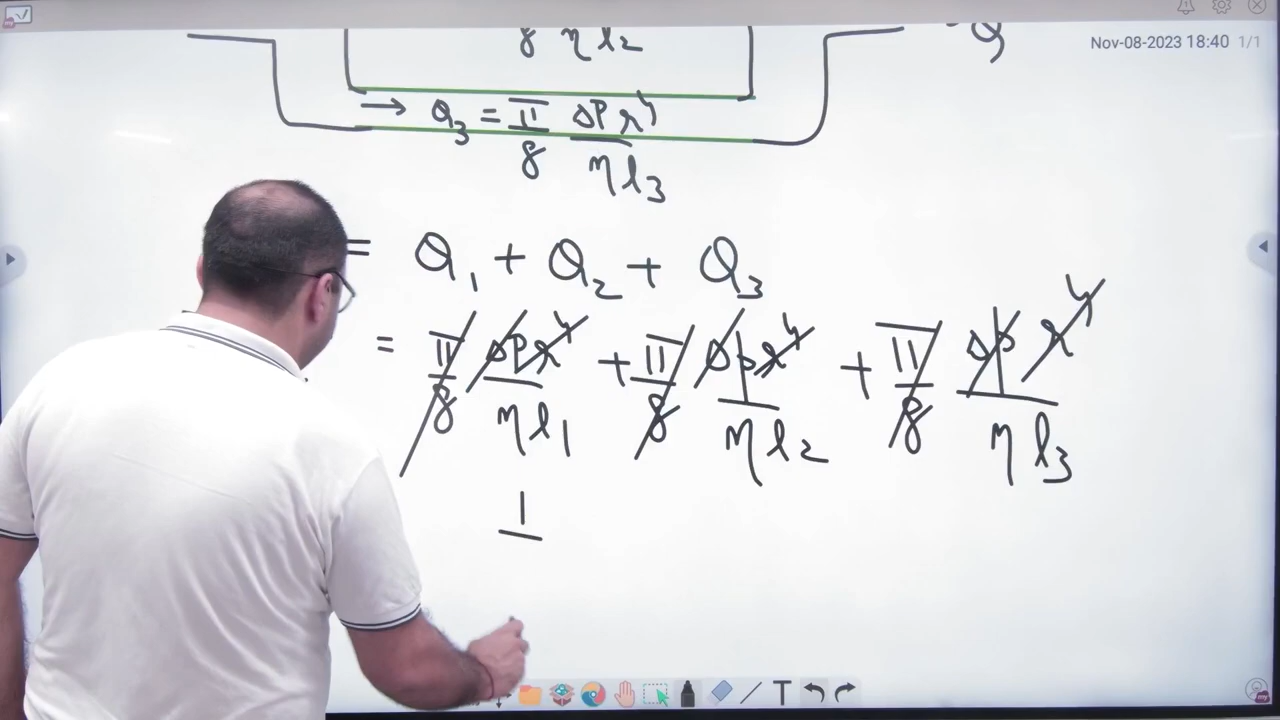 Nov-08-2023 18:40 1/1
8 η l2
Q
→ Q3 = π/8 ΔP r⁴/η l3
= Q1 + Q2 + Q3
= π/8 ΔP r⁴/η l1 + π/8 ΔP r⁴/η l2 + π/8 ΔP r⁴/η l3
1
T